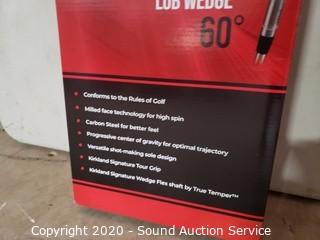 LOB WEDGE
60°
• Conforms to the Rules of Golf
• Milled face technology for high spin
• Carbon Steel for better feel
• Progressive center of gravity for optimal trajectory
• Versatile shot-making sole design
• Kirkland Signature Tour Grip
• Kirkland Signature Wedge Flex shaft by True Temper™
Copyright 2020 - Sound Auction Service